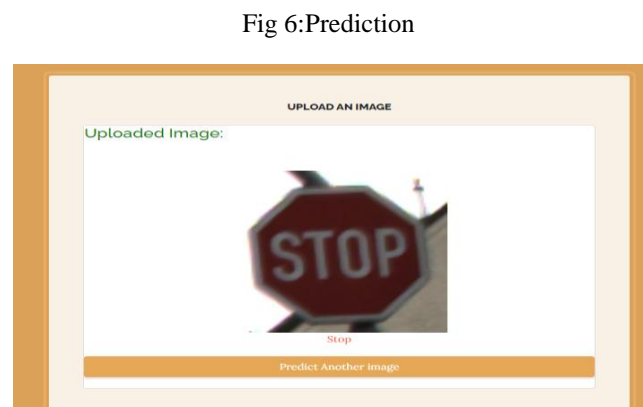 Fig 6:Prediction
UPLOAD AN IMAGE
Uploaded Image:
STOP
Stop
Predict Another image